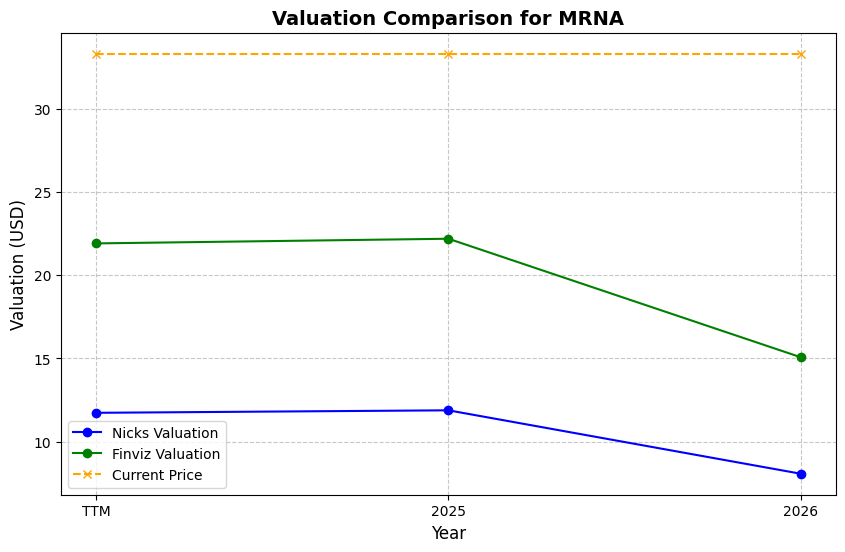 Valuation Comparison for MRNA
Valuation (USD)
30
25
20
15
10
Nicks Valuation
Finviz Valuation
Current Price
TTM
2025
2026
Year